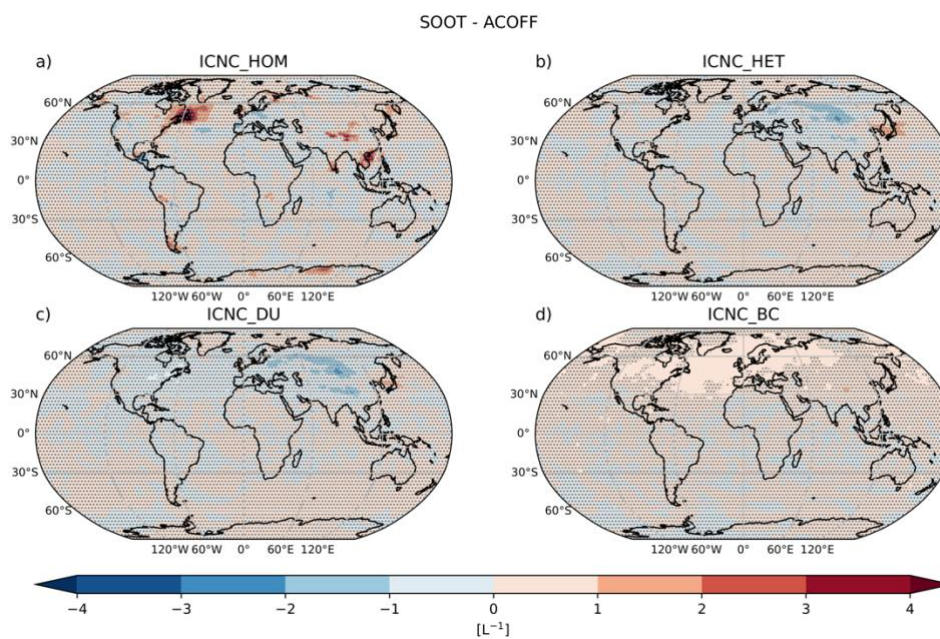 SOOT - ACOFF
a)
ICNC_HOM
60°N
30°N
0°
30°S
60°S
120°W 60°W 0° 60°E 120°E
b)
ICNC_HET
60°N
30°N
0°
30°S
60°S
120°W 60°W 0° 60°E 120°E
c)
ICNC_DU
60°N
30°N
0°
30°S
60°S
120°W 60°W 0° 60°E 120°E
d)
ICNC_BC
60°N
30°N
0°
30°S
60°S
120°W 60°W 0° 60°E 120°E
−4 −3 −2 −1 0 1 2 3 4
[L⁻¹]